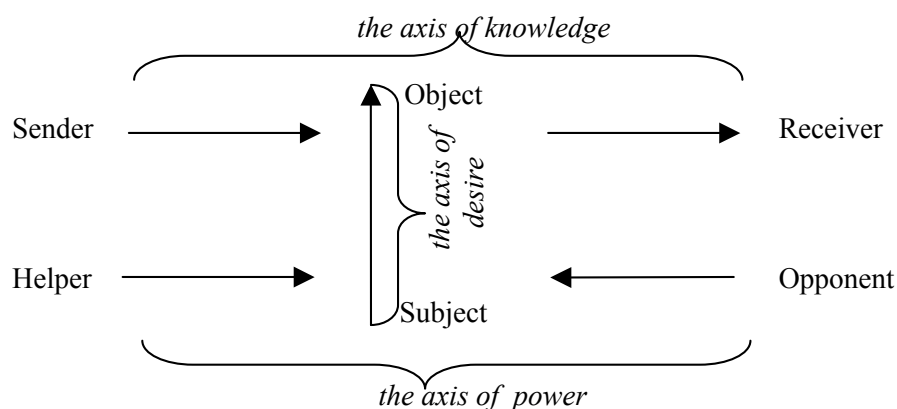 the axis of knowledge
Object
Sender
Receiver
the axis of
desire
Helper
Opponent
Subject
the axis of power